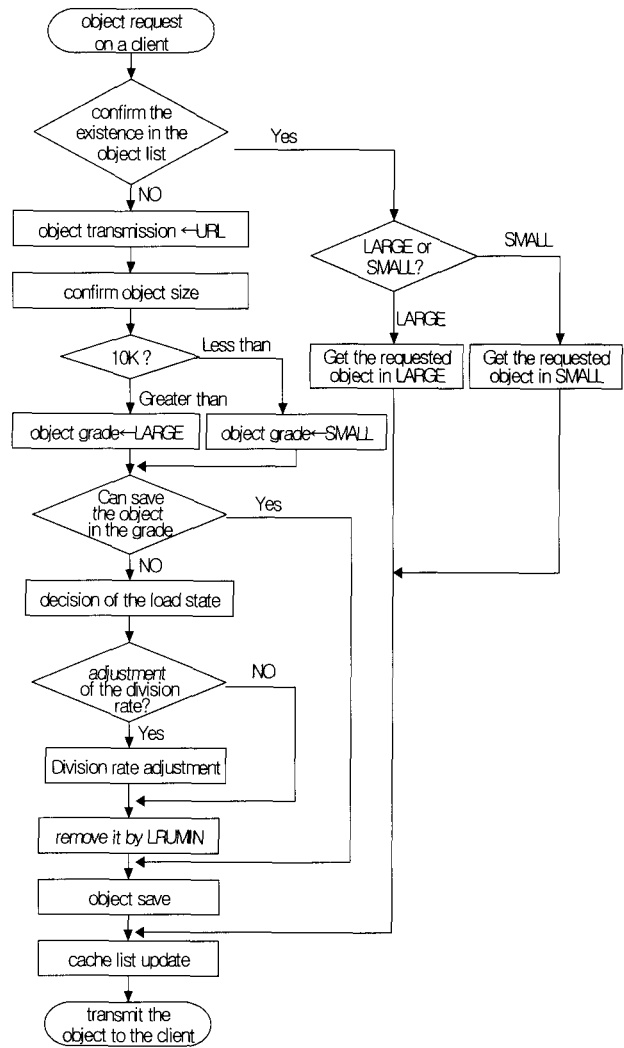 object request
on a client
confirm the
existence in the
object list
Yes
NO
object transmission ←URL
LARGE or
SMALL?
SMALL
confirm object size
LARGE
10K ?
Less than
Get the requested
object in LARGE
Get the requested
object in SMALL
Greater than
object grade←LARGE
object grade←SMALL
Can save
the object
in the grade
Yes
NO
decision of the load state
adjustment
of the division
rate?
NO
Yes
Division rate adjustment
remove it by LRUMIN
object save
cache list update
transmit the
object to the client